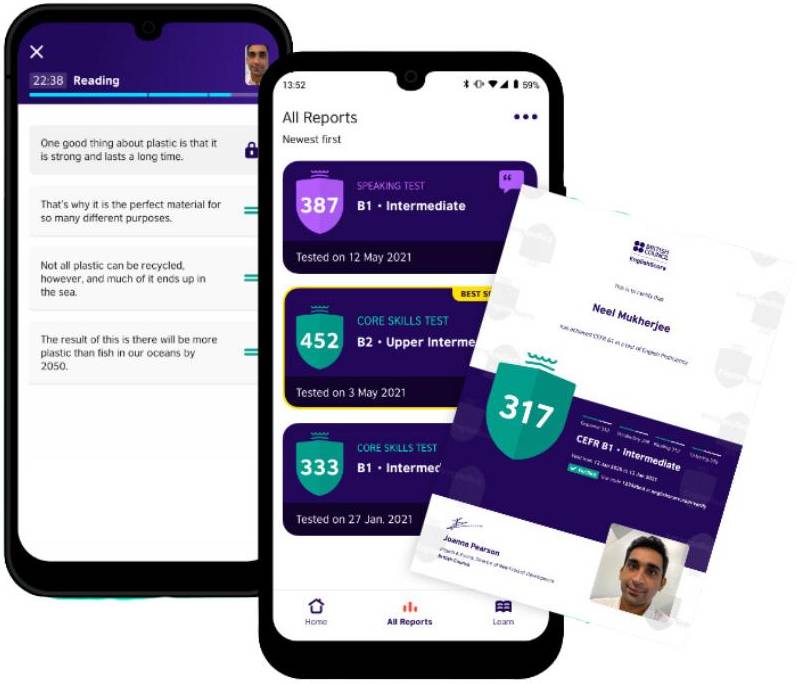 22:38 Reading
One good thing about plastic is that it
is strong and lasts a long time.
That's why it is the perfect material for
so many different purposes.
Not all plastic can be recycled,
however, and much of it ends up in
the sea.
The result of this is there will be more
plastic than fish in our oceans by
2050.
13:52
59%
All Reports
Newest first
387
SPEAKING TEST
B1 • Intermediate
Tested on 12 May 2021
BEST S
452
CORE SKILLS TEST
B2 • Upper Interme
Tested on 3 May 2021
333
CORE SKILLS TEST
B1 • Intermed
Tested on 27 Jan. 2021
Home
All Reports
Learn
BRITISH
COUNCIL
EnglishScore
This is to certify that
Neel Mukherjee
has achieved CEFR B1 in a test of English Proficiency
317
CEFR B1 • Intermediate
Verified
Joanna Pearson
British Council